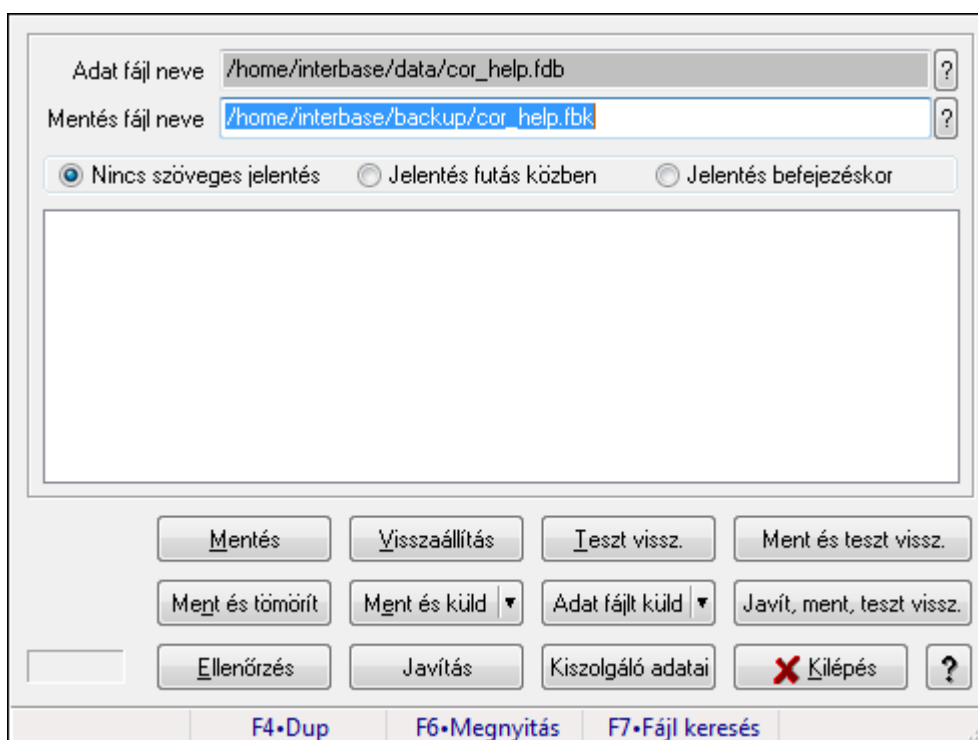 Adat fájl neve /home/interbase/data/cor_help.fdb ?
Mentés fájl neve /home/interbase/backup/cor_help.fbk ?
Nincs szöveges jelentés Jelentés futás közben Jelentés befejezéskor
Mentés Visszaállítás Teszt vissz. Ment és teszt vissz.
Ment és tömörít Ment és küld Adat fájlt küld Javít, ment, teszt vissz.
Ellenőrzés Javítás Kiszolgáló adatai Kilépés ?
F4•Dup F6•Megnyitás F7•Fájl keresés